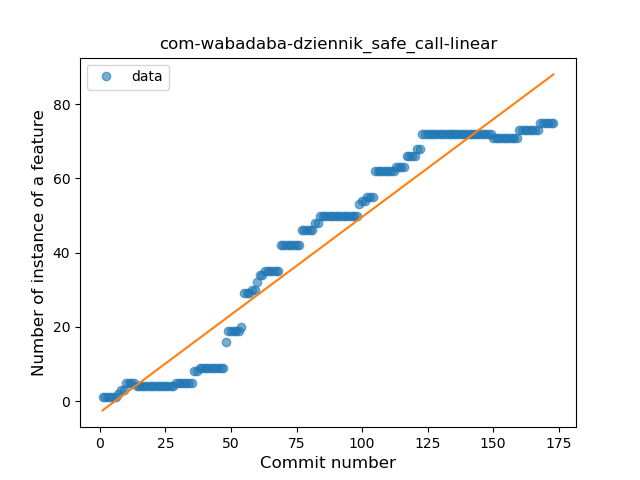 com-wabadaba-dziennik_safe_call-linear
data
Number of instance of a feature
80
60
40
20
0
0 25 50 75 100 125 150 175
Commit number